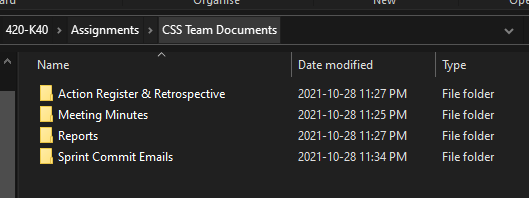 Organise New
420-K40 > Assignments > CSS Team Documents
Name Date modified Type
Action Register & Retrospective 2021-10-28 11:27 PM File folder
Meeting Minutes 2021-10-28 11:25 PM File folder
Reports 2021-10-28 11:27 PM File folder
Sprint Commit Emails 2021-10-28 11:34 PM File folder